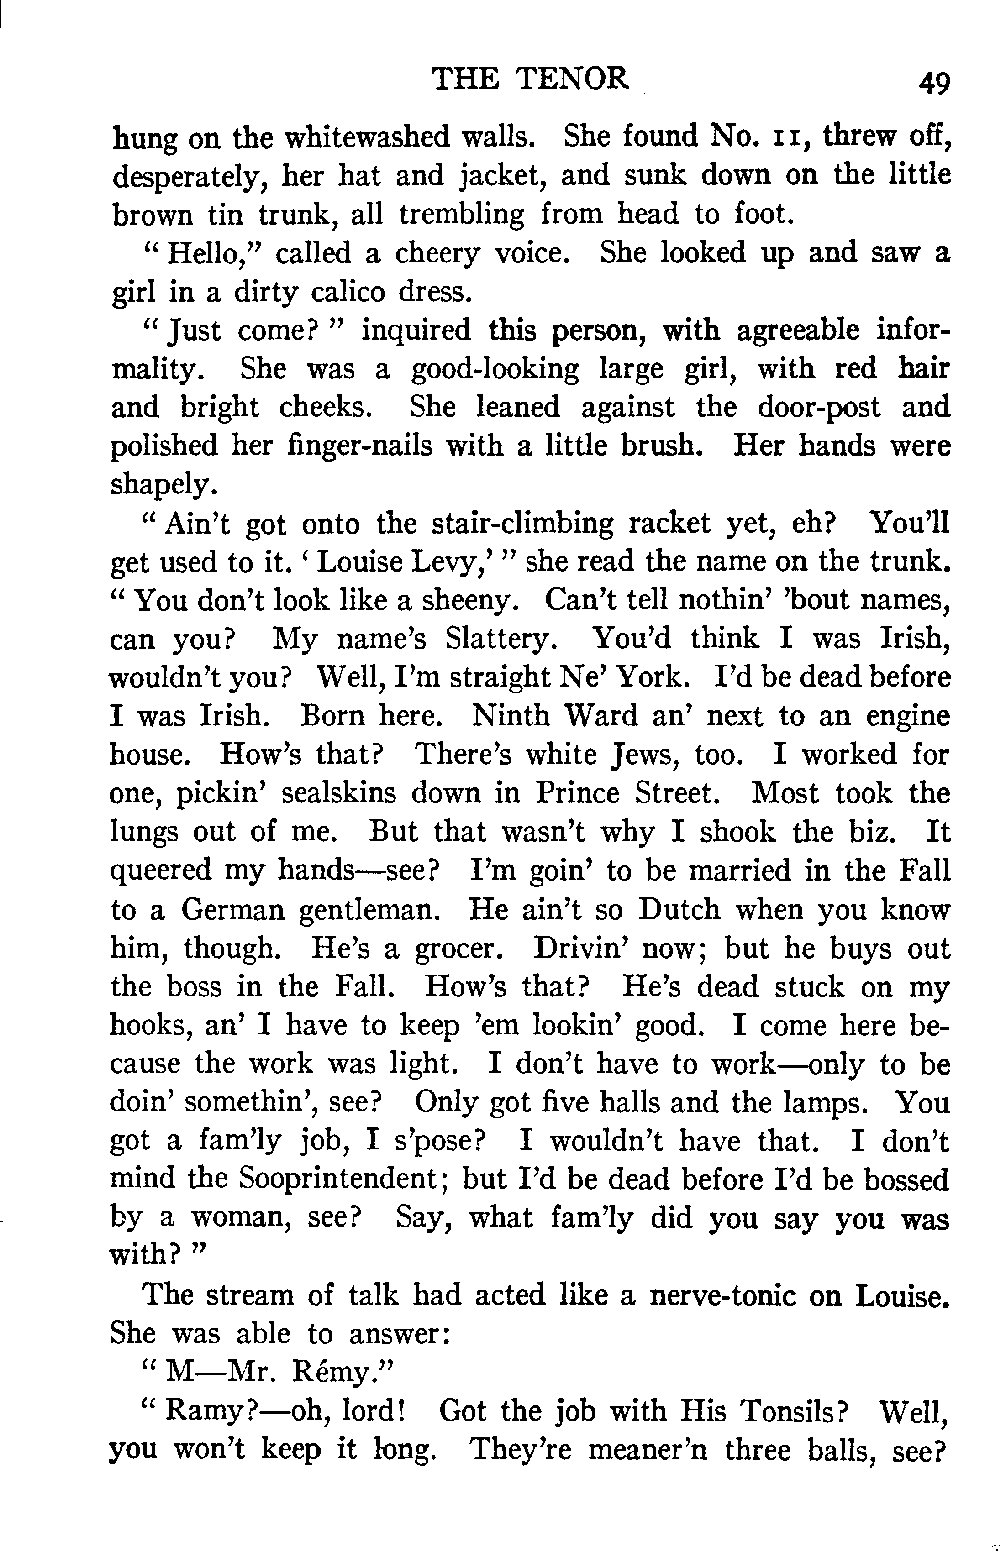 THE TENOR 49
hung on the whitewashed walls. She found No. 11, threw off,
desperately, her hat and jacket, and sunk down on the little
brown tin trunk, all trembling from head to foot.
“ Hello,” called a cheery voice. She looked up and saw a
girl in a dirty calico dress.
“ Just come? ” inquired this person, with agreeable infor-
mality. She was a good-looking large girl, with red hair
and bright cheeks. She leaned against the door-post and
polished her finger-nails with a little brush. Her hands were
shapely.
“ Ain’t got onto the stair-climbing racket yet, eh? You’ll
get used to it. ‘ Louise Levy,’ ” she read the name on the trunk.
“ You don’t look like a sheeny. Can’t tell nothin’ ’bout names,
can you? My name’s Slattery. You’d think I was Irish,
wouldn’t you? Well, I’m straight Ne’ York. I’d be dead before
I was Irish. Born here. Ninth Ward an’ next to an engine
house. How’s that? There’s white Jews, too. I worked for
one, pickin’ sealskins down in Prince Street. Most took the
lungs out of me. But that wasn’t why I shook the biz. It
queered my hands—see? I’m goin’ to be married in the Fall
to a German gentleman. He ain’t so Dutch when you know
him, though. He’s a grocer. Drivin’ now; but he buys out
the boss in the Fall. How’s that? He’s dead stuck on my
hooks, an’ I have to keep ’em lookin’ good. I come here be-
cause the work was light. I don’t have to work—only to be
doin’ somethin’, see? Only got five halls and the lamps. You
got a fam’ly job, I s’pose? I wouldn’t have that. I don’t
mind the Sooprintendent; but I’d be dead before I’d be bossed
by a woman, see? Say, what fam’ly did you say you was
with? ”
The stream of talk had acted like a nerve-tonic on Louise.
She was able to answer:
“ M—Mr. Rémy.”
“ Ramy?—oh, lord! Got the job with His Tonsils? Well,
you won’t keep it long. They’re meaner’n three balls, see?